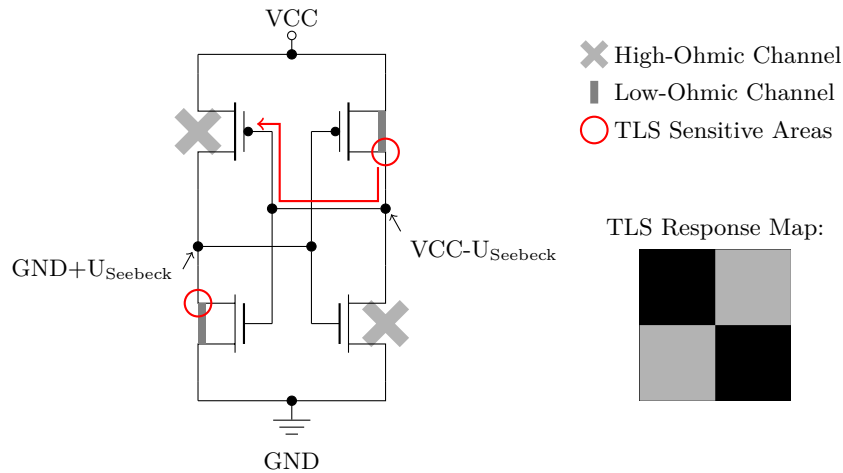 VCC
High-Ohmic Channel
Low-Ohmic Channel
TLS Sensitive Areas
TLS Response Map:
VCC-U_Seebeck
GND+U_Seebeck
GND